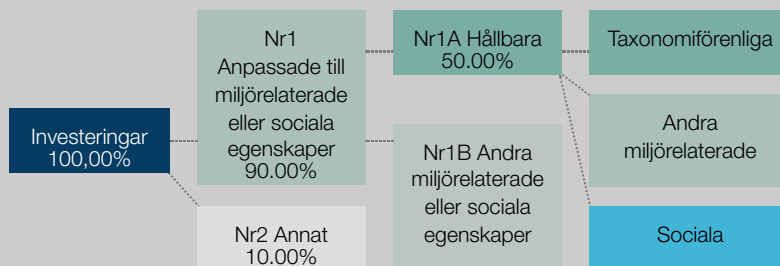 Investeringar
100,00%
Nr1
Anpassade till
miljörelaterade
eller sociala
egenskaper
90.00%
Nr2 Annat
10.00%
Nr1A Hållbara
50.00%
Nr1B Andra
miljörelaterade
eller sociala
egenskaper
Taxonomiförenliga
Andra
miljörelaterade
Sociala